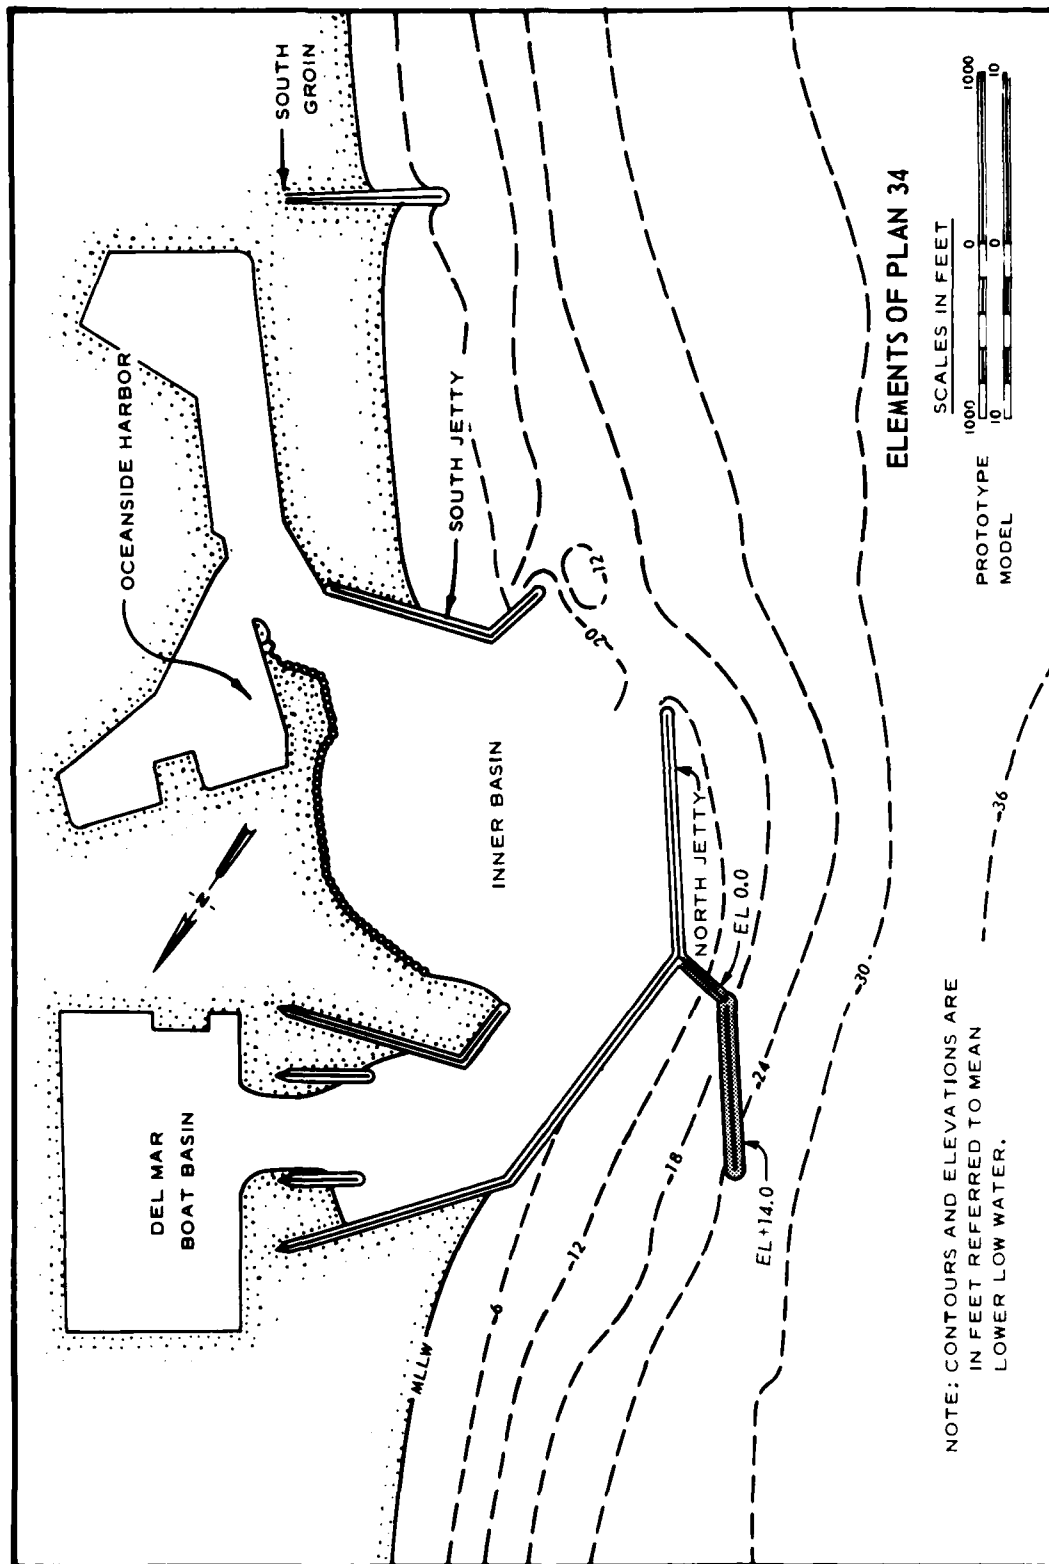 SOUTH
GROIN
OCEANSIDE HARBOR
SOUTH JETTY
INNER BASIN
N
DEL MAR
BOAT BASIN
NORTH JETTY
EL 0.0
EL +14.0
MLLW
-6
-12
-18
-24
-30
-36
-20
-12
ELEMENTS OF PLAN 34
SCALES IN FEET
PROTOTYPE 1000 0 1000
MODEL 10 0 10
NOTE: CONTOURS AND ELEVATIONS ARE
IN FEET REFERRED TO MEAN
LOWER LOW WATER.